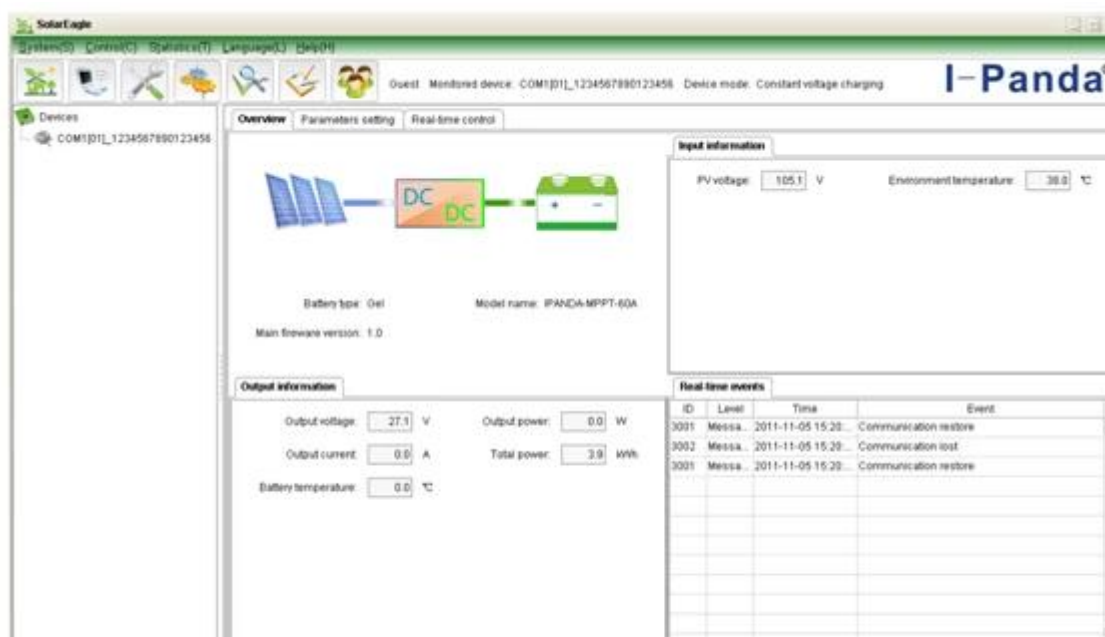 SolarEagle
System(S) Control(C) Statistics(T) Language(L) Help(H)
Guest Monitored device: COM1[01]_1234567890123456 Device mode: Constant voltage charging
I-Panda
Devices
COM1[01]_1234567890123456
Overview Parameters setting Real-time control
Input information
PV voltage: 105.1 V Environment temperature: 38.0 ℃
DC
DC
+ −
Battery type: Gel Model name: IPANDA-MPPT-60A
Main fireware version: 1.0
Output information
Output voltage: 27.1 V Output power: 0.0 W
Output current: 0.0 A Total power: 3.9 kWh
Battery temperature: 0.0 ℃
Real-time events
ID Level Time Event
3001 Messa... 2011-11-05 15:20:... Communication restore
3002 Messa... 2011-11-05 15:20:... Communication lost
3001 Messa... 2011-11-05 15:20:... Communication restore